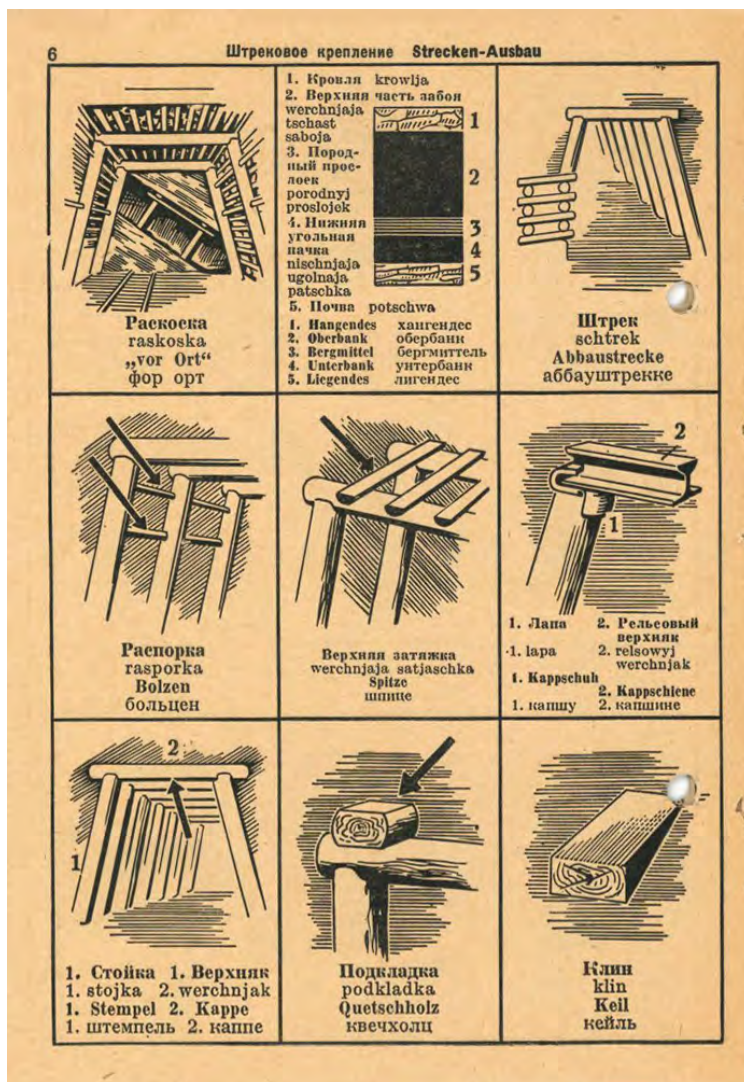 6
Штрековое крепление Strecken-Ausbau
Раскоска
raskoska
„vor Ort“
фор орт
1. Кровля krowlja
2. Верхняя часть забоя
werchnjaja
tschast
saboja
3. Пород-
ный прос-
лоек
porodnyj
proslojek
4. Нижняя
угольная
пачка
nischnjaja
ugolnaja
patschka
5. Почва potschwa
1
2
3
4
5
1. Hangendes хангендес
2. Oberbank обербанк
3. Bergmittel бергмиттель
4. Unterbank унтербанк
5. Liegendes лигендес
Штрек
schtrek
Abbaustrecke
аббауштрекке
Распорка
rasporka
Bolzen
больцен
Верхняя затяжка
werchnjaja satjaschka
Spitze
шпице
2
1
1. Лапа 2. Рельсовый
верхняк
1. lapa 2. relsowyj
werchnjak
1. Kappschuh
2. Kappschiene
1. капшу 2. капшине
2
1
1. Стойка 1. Верхняк
1. stojka 2. werchnjak
1. Stempel 2. Kappe
1. штемпель 2. каппе
Подкладка
podkladka
Quetschholz
квечхолц
Клин
klin
Keil
кейль